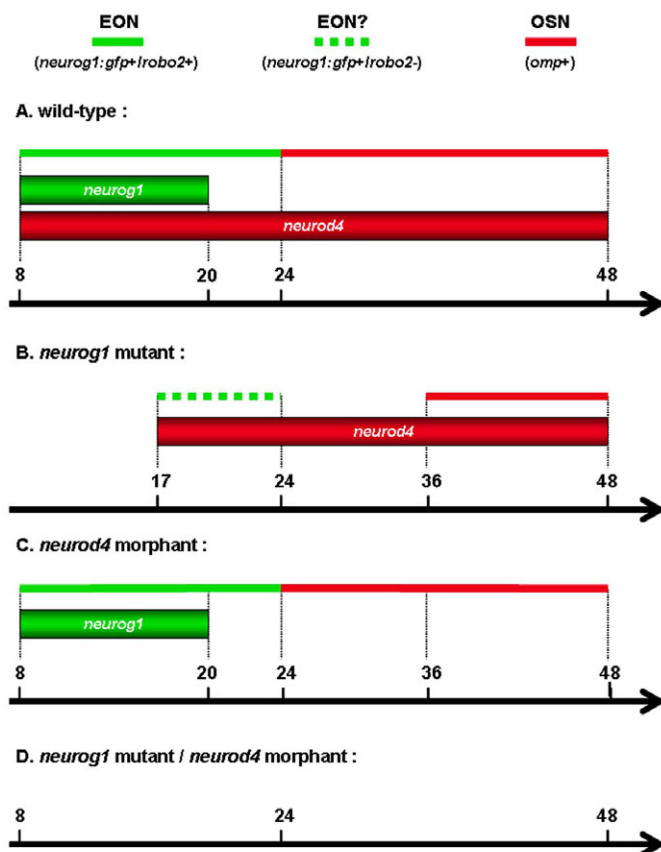 EON EON? OSN
(neurog1:gfp+/robo2+) (neurog1:gfp+/robo2-) (omp+)
A. wild-type :
neurog1
neurod4
8 20 24 48
B. neurog1 mutant :
neurod4
17 24 36 48
C. neurod4 morphant :
neurog1
8 20 24 36 48
D. neurog1 mutant / neurod4 morphant :
8 24 48